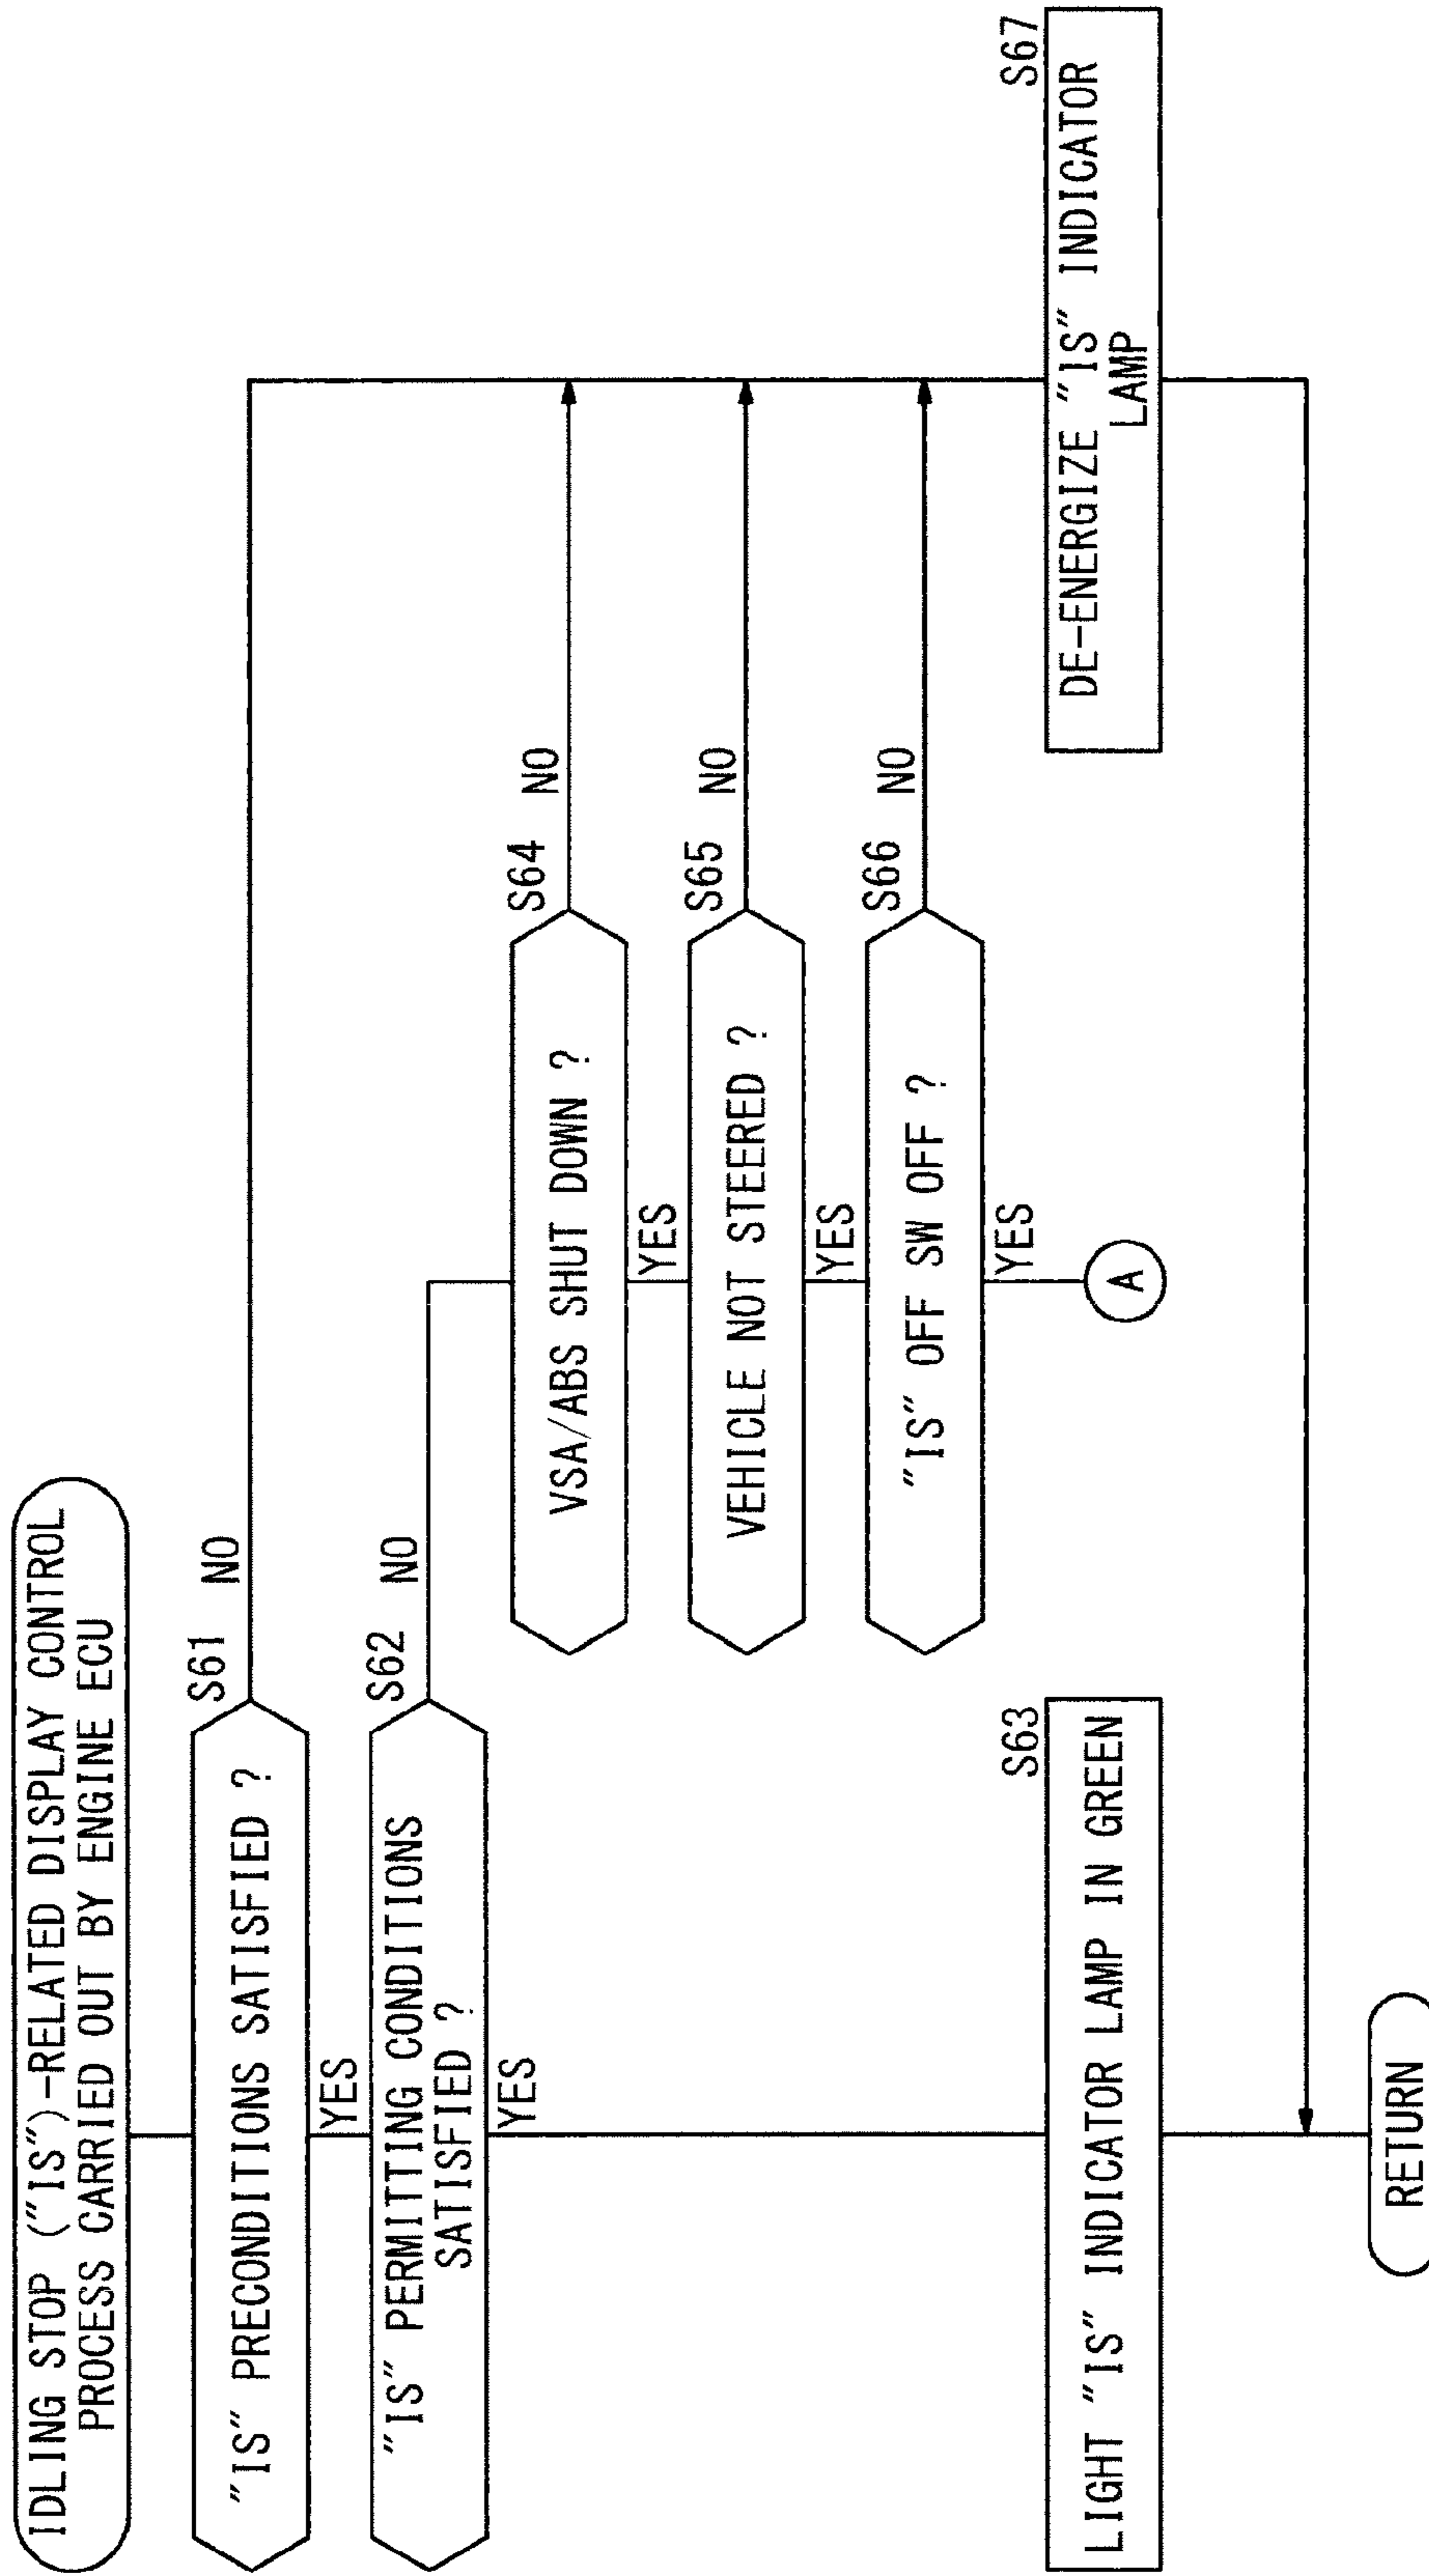 IDLING STOP ("IS")-RELATED DISPLAY CONTROL
PROCESS CARRIED OUT BY ENGINE ECU
S61
"IS" PRECONDITIONS SATISFIED ?
NO
YES
S62
"IS" PERMITTING CONDITIONS
SATISFIED ?
NO
YES
S64
VSA/ABS SHUT DOWN ?
NO
YES
S65
VEHICLE NOT STEERED ?
NO
YES
S66
"IS" OFF SW OFF ?
NO
YES
A
S63
LIGHT "IS" INDICATOR LAMP IN GREEN
S67
DE-ENERGIZE "IS" INDICATOR
LAMP
RETURN